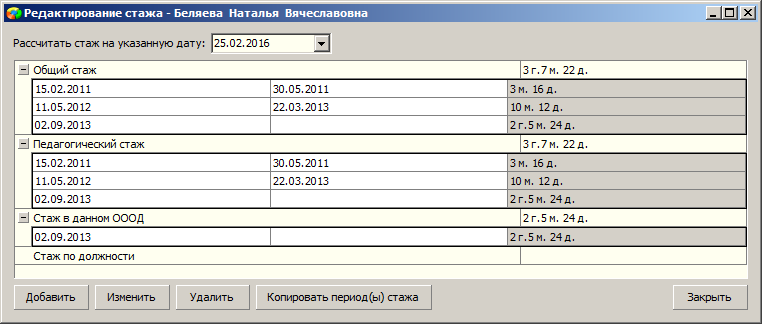 Редактирование стажа - Беляева Наталья Вячеславовна
Рассчитать стаж на указанную дату: 25.02.2016
Общий стаж 3 г.7 м. 22 д.
15.02.2011 30.05.2011 3 м. 16 д.
11.05.2012 22.03.2013 10 м. 12 д.
02.09.2013 2 г.5 м. 24 д.
Педагогический стаж 3 г.7 м. 22 д.
15.02.2011 30.05.2011 3 м. 16 д.
11.05.2012 22.03.2013 10 м. 12 д.
02.09.2013 2 г.5 м. 24 д.
Стаж в данном ОООД 2 г.5 м. 24 д.
02.09.2013 2 г.5 м. 24 д.
Стаж по должности
Добавить Изменить Удалить Копировать период(ы) стажа Закрыть